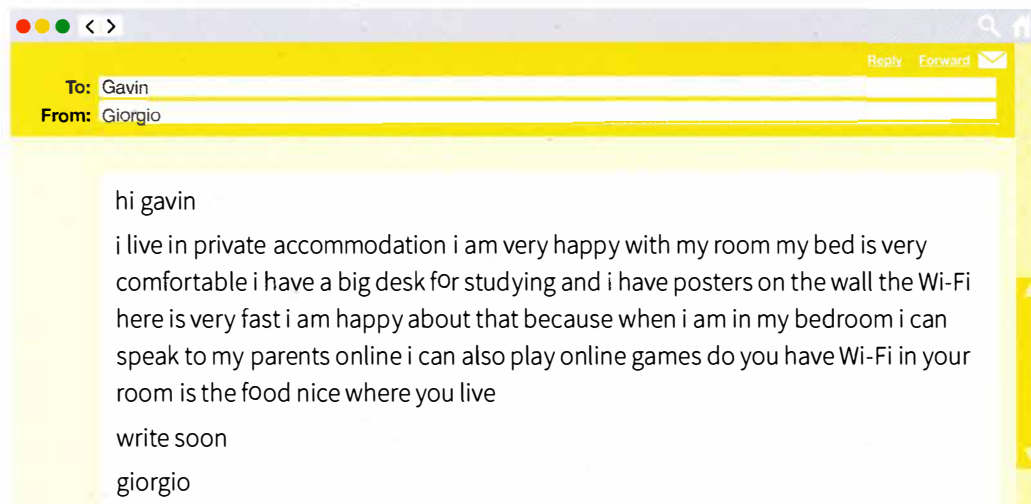 Reply Forward
To: Gavin
From: Giorgio
hi gavin
i live in private accommodation i am very happy with my room my bed is very
comfortable i have a big desk for studying and i have posters on the wall the Wi-Fi
here is very fast i am happy about that because when i am in my bedroom i can
speak to my parents online i can also play online games do you have Wi-Fi in your
room is the food nice where you live
write soon
giorgio